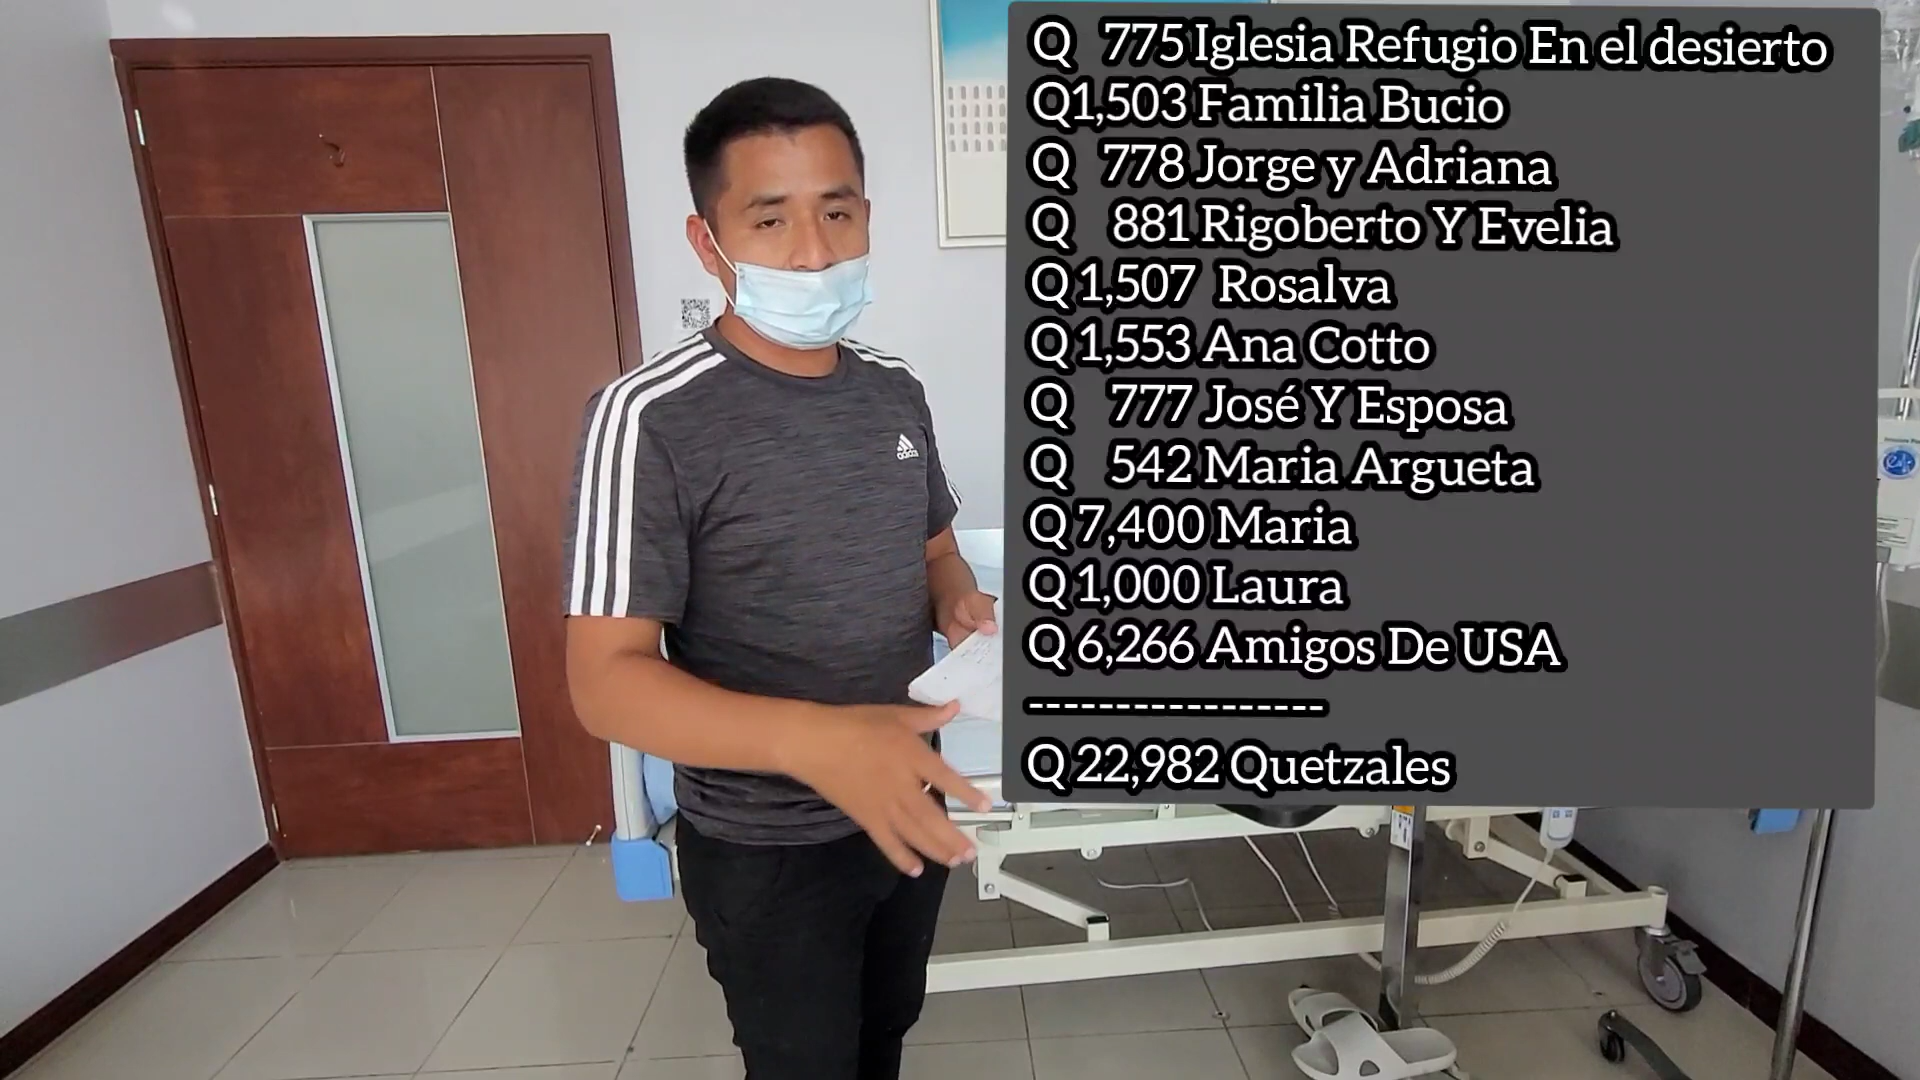 Q 775 Iglesia Refugio En el desierto
Q1,503 Familia Bucio
Q 778 Jorge y Adriana
Q 881 Rigoberto Y Evelia
Q 1,507 Rosalva
Q 1,553 Ana Cotto
Q 777 José Y Esposa
Q 542 Maria Argueta
Q 7,400 Maria
Q 1,000 Laura
Q 6,266 Amigos De USA
-----------------
Q 22,982 Quetzales
adidas